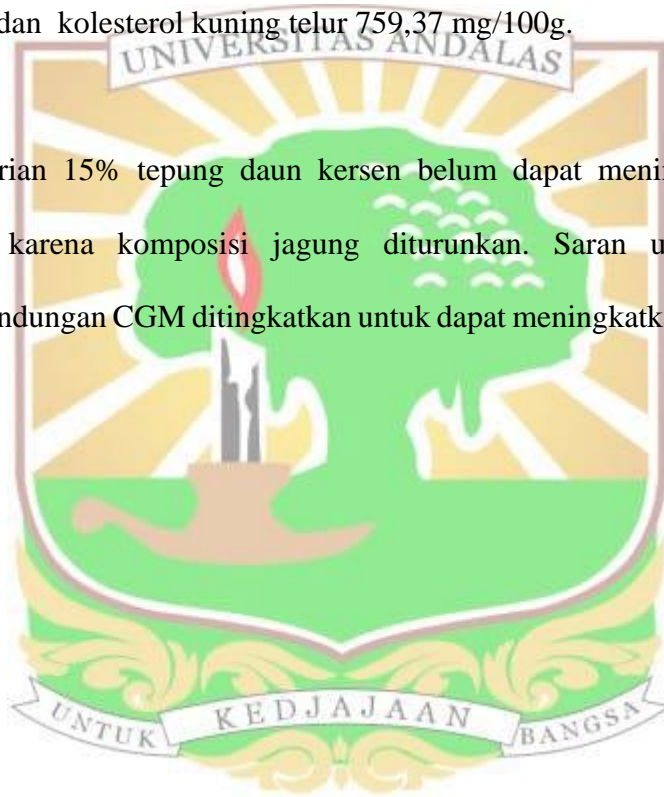 dan kolesterol kuning telur 759,37 mg/100g.
UNIVERSITAS ANDALAS
rian 15% tepung daun kersen belum dapat menin
karena komposisi jagung diturunkan. Saran u
ndungan CGM ditingkatkan untuk dapat meningkatk
UNTUK KEDJAJAAN BANGSA